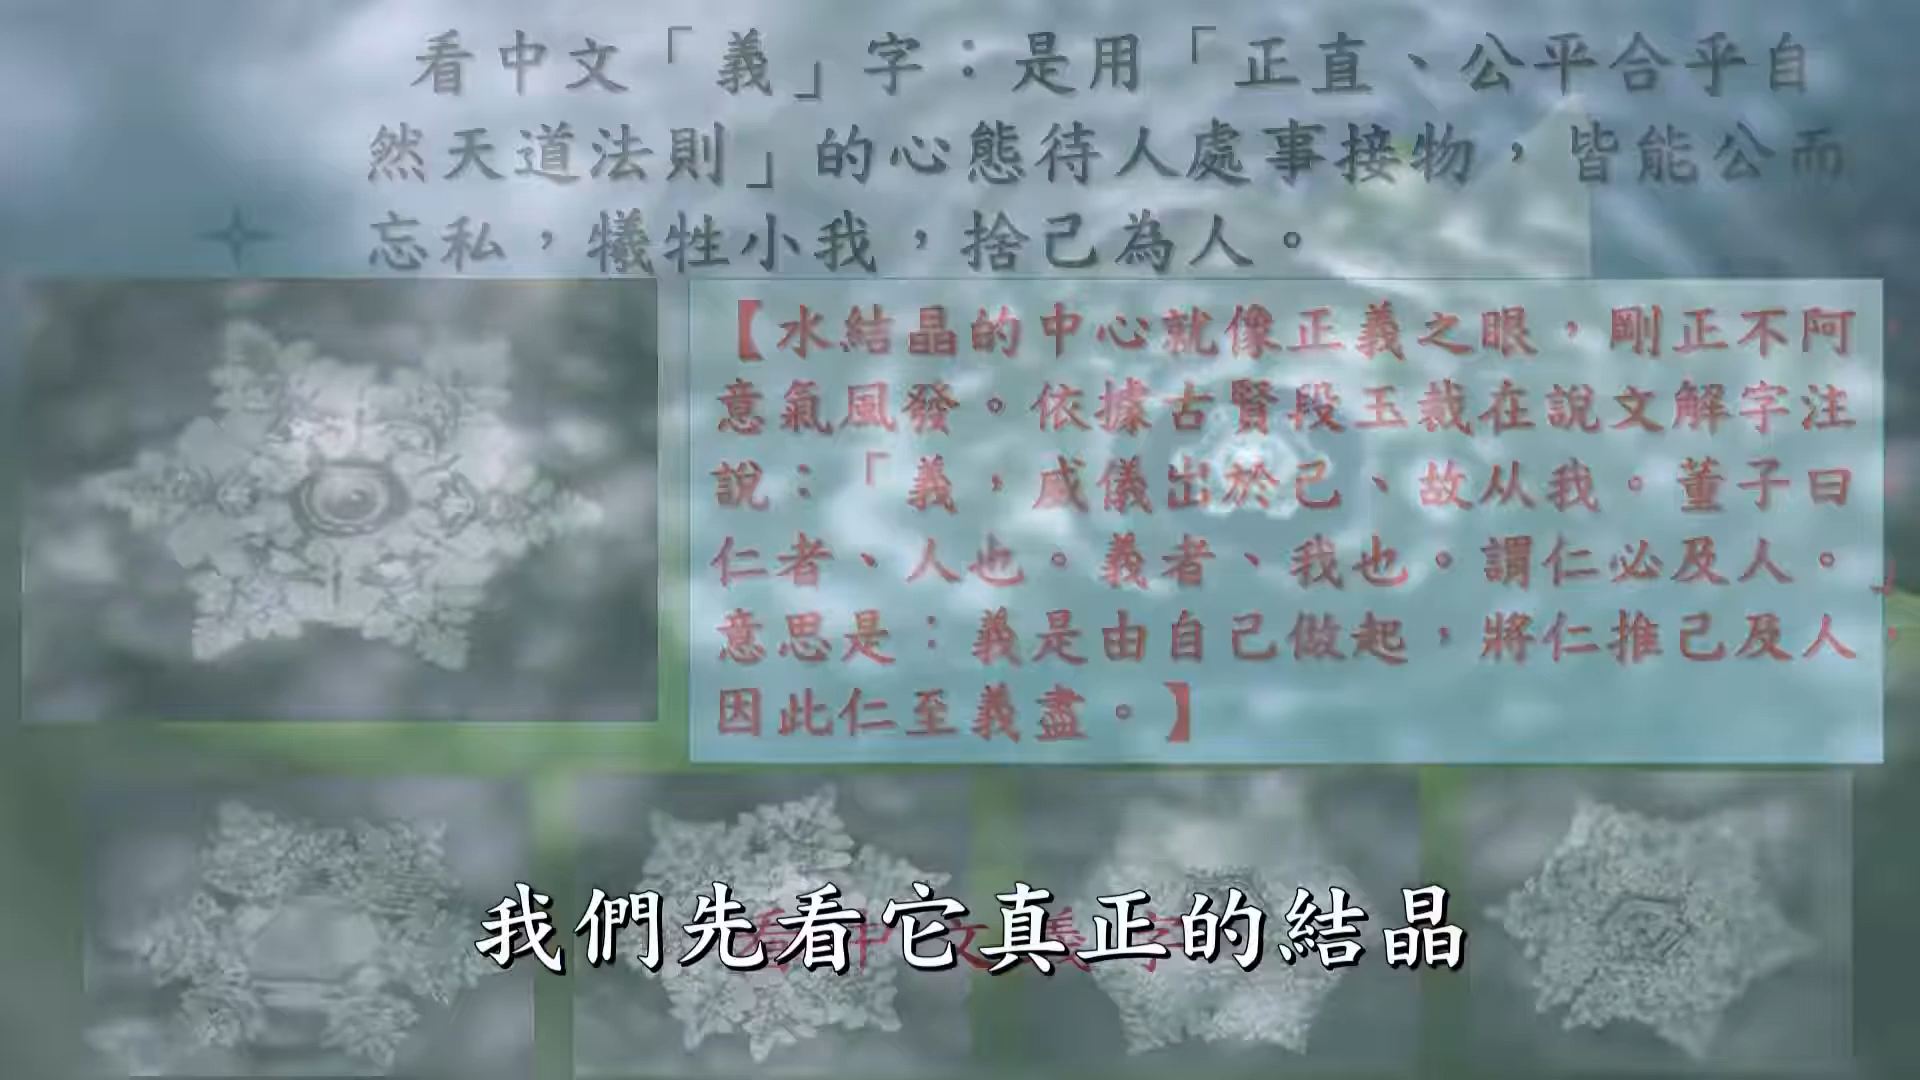 看中文「義」字：是用「正直、公平合乎自
然天道法則」的心態待人處事接物，皆能公而
忘私，犧牲小我，捨己為人。
【水結晶的中心就像正義之眼，剛正不阿
意氣風發。依據古賢段玉裁在說文解字注
說：「義，威儀出於己、故从我。董子曰
仁者、人也。義者、我也。謂仁必及人。」
意思是：義是由自己做起，將仁推己及人，
因此仁至義盡。】
看中文義字
我們先看它真正的結晶